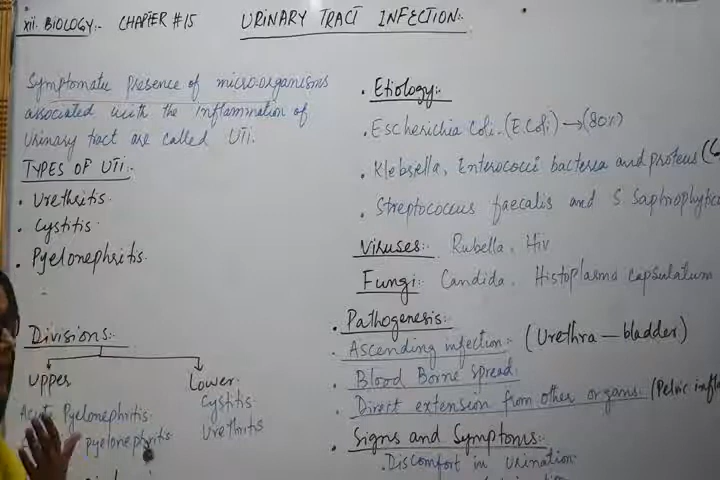 xii. BIOLOGY:- CHAPTER #15 URINARY TRACT INFECTION:-
Symptomatic presence of micro-organisms
associated with the inflammation of
Urinary tract are called UTI.
TYPES OF UTI:-
• Urethritis.
• Cystitis.
• Pyelonephritis.
Divisions:-
Upper Lower:
Acute Pyelonephritis. Cystitis.
pyelonephritis. Urethritis
• Etiology:-
• Escherichia Coli. (E.Coli) → (80%)
• Klebsella, Enterococci bacteria and proteus
• Streptococcus faecalis and S
Viruses:- Rubella, Hiv
Fungi:- Candida, Histoplasma capsulatum
• Pathogenesis:
• Ascending infection:- (Urethra — bladder)
• Blood Borne spread.
• Direct extension from other organs. (Pelvic
• Signs and Symptoms:
• Discomfort in Urination.